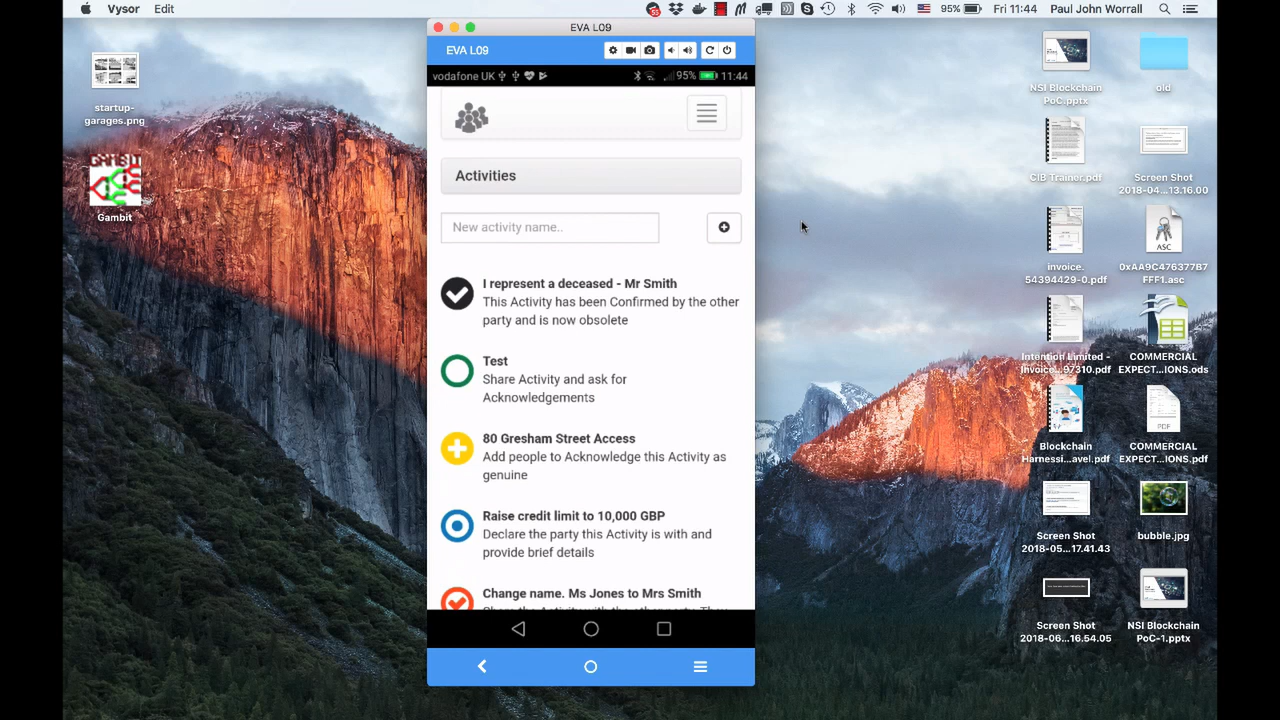 Vysor Edit
95% Fri 11:44 Paul John Worrall
EVA L09
EVA L09
vodafone UK
95% 11:44
Activities
New activity name..
I represent a deceased - Mr Smith
This Activity has been Confirmed by the other
party and is now obsolete
Test
Share Activity and ask for
Acknowledgements
80 Gresham Street Access
Add people to Acknowledge this Activity as
genuine
Raise credit limit to 10,000 GBP
Declare the party this Activity is with and
provide brief details
Change name. Ms Jones to Mrs Smith
startup-
garages.png
GAMBIT
Gambit
NSI Blockchain
PoC.pptx
old
CIB Trainer.pdf
Screen Shot
2018-04...13.16.00
invoice.
54394429-0.pdf
ASC
0xAA9C476377B7
FFF1.asc
Intention Limited -
Invoice...97310.pdf
COMMERCIAL
EXPECT...IONS.ods
Blockchain
Harnessi...avel.pdf
PDF
COMMERCIAL
EXPECT...IONS.pdf
Screen Shot
2018-05...17.41.43
bubble.jpg
Screen Shot
2018-06...16.54.05
NSI Blockchain
PoC-1.pptx